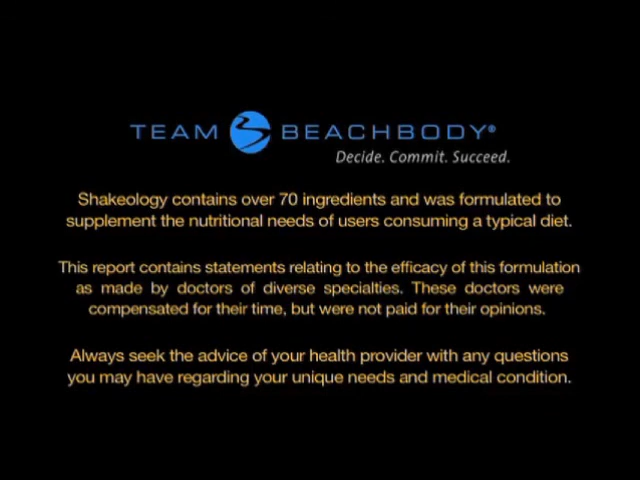 TEAM BEACHBODY®
Decide. Commit. Succeed.
Shakeology contains over 70 ingredients and was formulated to
supplement the nutritional needs of users consuming a typical diet.
This report contains statements relating to the efficacy of this formulation
as made by doctors of diverse specialties. These doctors were
compensated for their time, but were not paid for their opinions.
Always seek the advice of your health provider with any questions
you may have regarding your unique needs and medical condition.